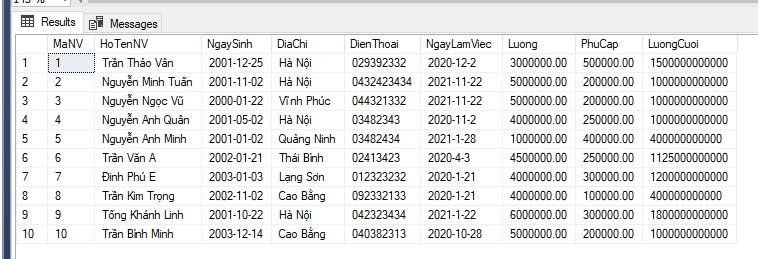 Results Messages
MaNV HoTenNV NgaySinh DiaChi DienThoai NgayLamViec Luong PhuCap LuongCuoi
1 1 Trần Thảo Vân 2001-12-25 Hà Nội 029392332 2020-12-2 3000000.00 500000.00 1500000000000
2 2 Nguyễn Minh Tuấn 2001-11-02 Hà Nội 0432423434 2021-11-22 5000000.00 200000.00 1000000000000
3 3 Nguyễn Ngọc Vũ 2000-01-22 Vĩnh Phúc 044321332 2021-11-22 5000000.00 200000.00 1000000000000
4 4 Nguyễn Anh Quân 2001-05-02 Hà Nội 03482343 2020-11-2 4000000.00 250000.00 1000000000000
5 5 Nguyễn Anh Minh 2001-01-02 Quảng Ninh 03482434 2021-1-28 1000000.00 400000.00 400000000000
6 6 Trần Văn A 2002-01-21 Thái Bình 02413423 2020-4-3 4500000.00 250000.00 1125000000000
7 7 Đinh Phú E 2003-01-03 Lạng Sơn 012323232 2020-1-21 4000000.00 300000.00 1200000000000
8 8 Trần Kim Trọng 2002-11-02 Cao Bằng 092332133 2020-1-21 4000000.00 100000.00 400000000000
9 9 Tống Khánh Linh 2001-10-22 Hà Nội 042323434 2021-1-22 6000000.00 300000.00 1800000000000
10 10 Trần Bình Minh 2003-12-14 Cao Bằng 040382313 2020-10-28 5000000.00 200000.00 1000000000000